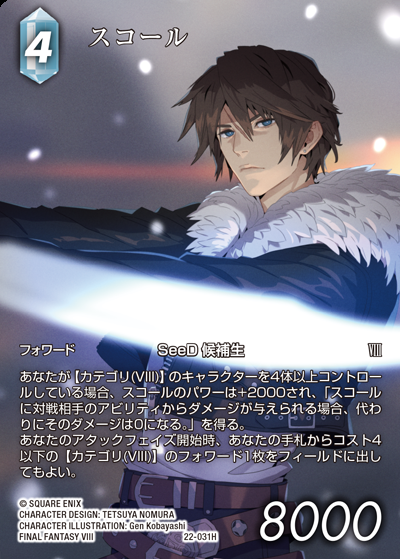 4
スコール
フォワード SeeD 候補生 VIII
あなたが【カテゴリ(VIII)】のキャラクターを4体以上コントロー
ルしている場合、スコールのパワーは+2000され、「スコール
に対戦相手のアビリティからダメージが与えられる場合、代わ
りにそのダメージは0になる。」を得る。
あなたのアタックフェイズ開始時、あなたの手札からコスト4
以下の【カテゴリ(VIII)】のフォワード1枚をフィールドに出し
てもよい。
© SQUARE ENIX
CHARACTER DESIGN: TETSUYA NOMURA
CHARACTER ILLUSTRATION: Gen Kobayashi
FINAL FANTASY VIII 22-031H
8000